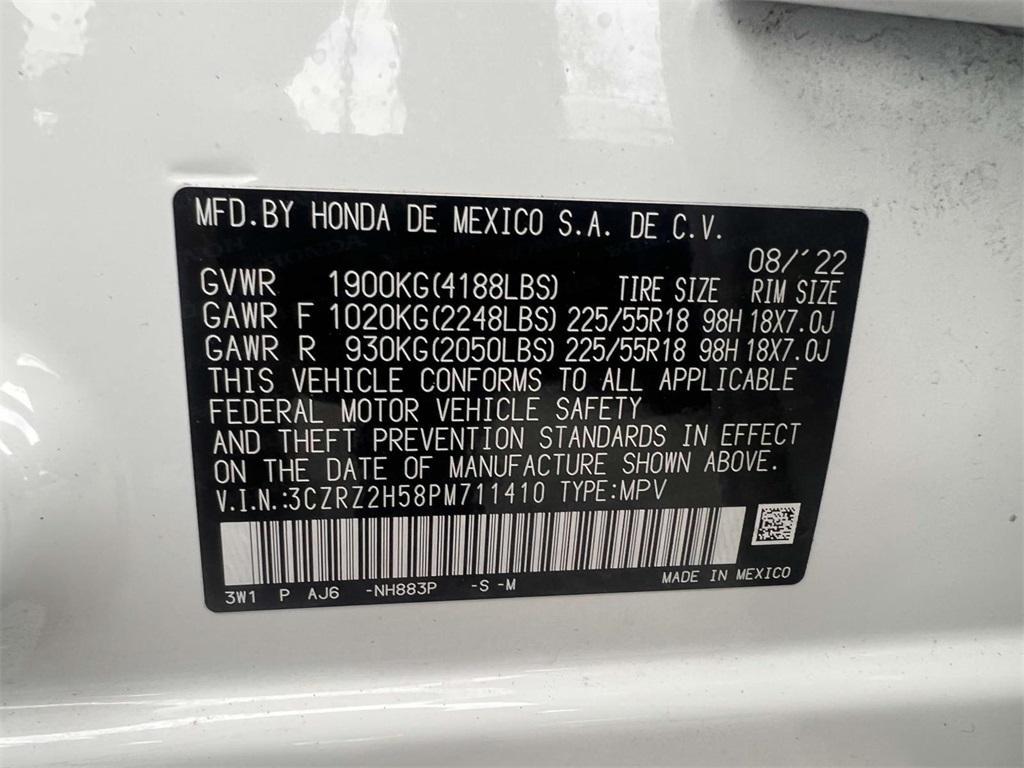 MFD.BY HONDA DE MEXICO S.A. DE C.V.
08/'22
GVWR 1900KG(4188LBS) TIRE SIZE RIM SIZE
GAWR F 1020KG(2248LBS) 225/55R18 98H 18X7.0J
GAWR R 930KG(2050LBS) 225/55R18 98H 18X7.0J
THIS VEHICLE CONFORMS TO ALL APPLICABLE
FEDERAL MOTOR VEHICLE SAFETY
AND THEFT PREVENTION STANDARDS IN EFFECT
ON THE DATE OF MANUFACTURE SHOWN ABOVE.
V.I.N.:3CZRZ2H58PM711410 TYPE:MPV
3W1 P AJ6 -NH883P -S -M MADE IN MEXICO